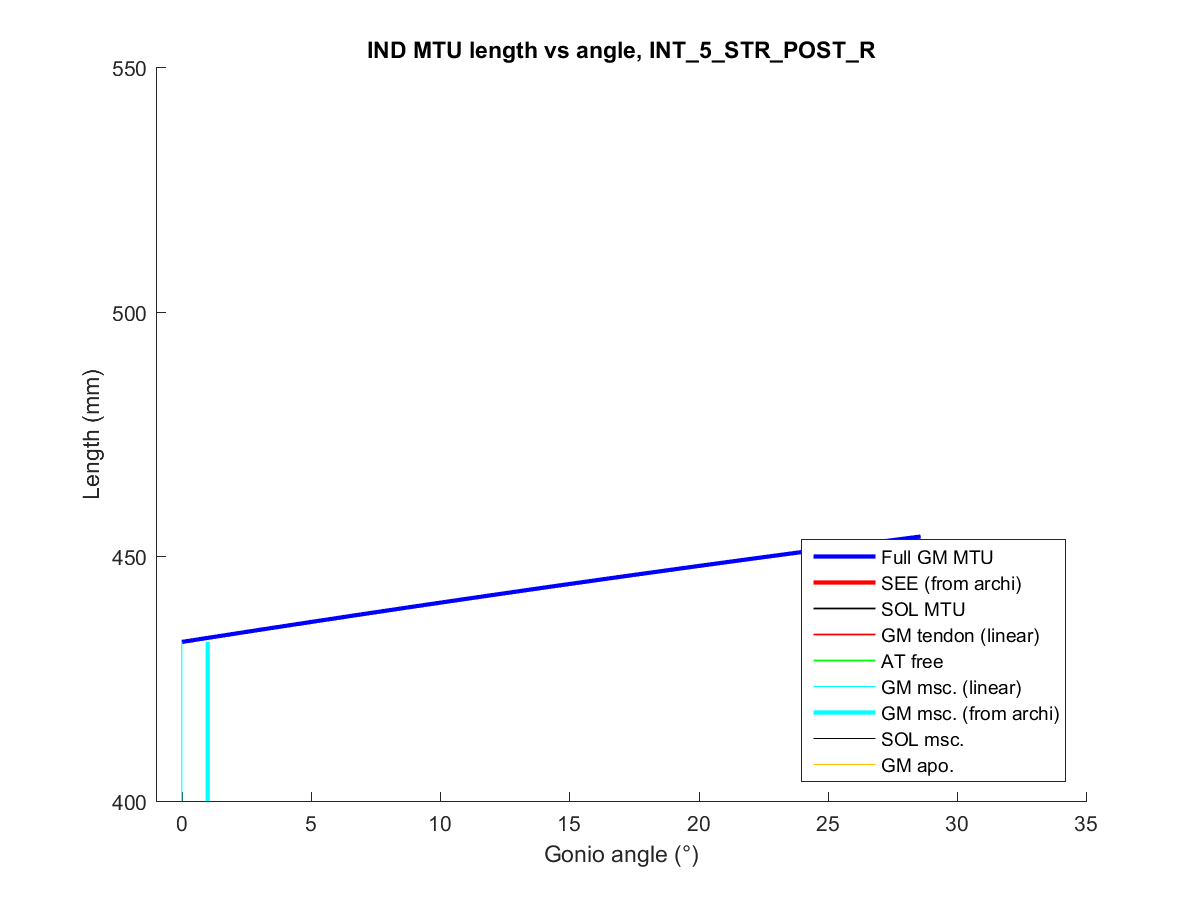 IND MTU length vs angle, INT_5_STR_POST_R
550
500
450
400
Length (mm)
Full GM MTU
SEE (from archi)
SOL MTU
GM tendon (linear)
AT free
GM msc. (linear)
GM msc. (from archi)
SOL msc.
GM apo.
0 5 10 15 20 25 30 35
Gonio angle (°)